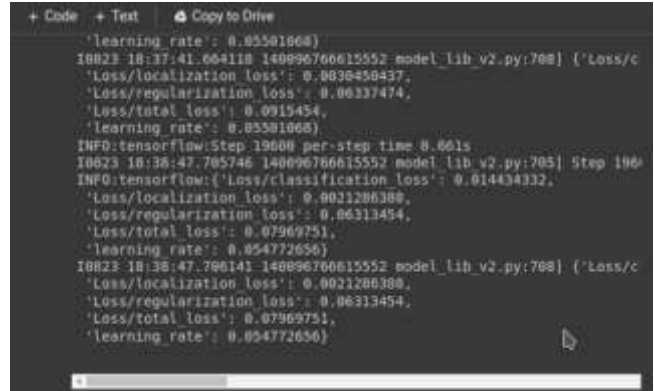 + Code + Text Copy to Drive
'learning_rate': 0.05501068}
I0823 18:37:41.664118 140096766615552 model_lib_v2.py:708] {'Loss/c
'Loss/localization_loss': 0.0030450437,
'Loss/regularization_loss': 0.06337474,
'Loss/total_loss': 0.0915454,
'learning_rate': 0.05501068}
INFO:tensorflow:Step 19600 per-step time 0.661s
I0823 18:38:47.705746 140096766615552 model_lib_v2.py:705] Step 196
INFO:tensorflow:{'Loss/classification_loss': 0.014434332,
'Loss/localization_loss': 0.0021286380,
'Loss/regularization_loss': 0.06313454,
'Loss/total_loss': 0.07969751,
'learning_rate': 0.054772656}
I0823 18:38:47.706141 140096766615552 model_lib_v2.py:708] {'Loss/c
'Loss/localization_loss': 0.0021286380,
'Loss/regularization_loss': 0.06313454,
'Loss/total_loss': 0.07969751,
'learning_rate': 0.054772656}